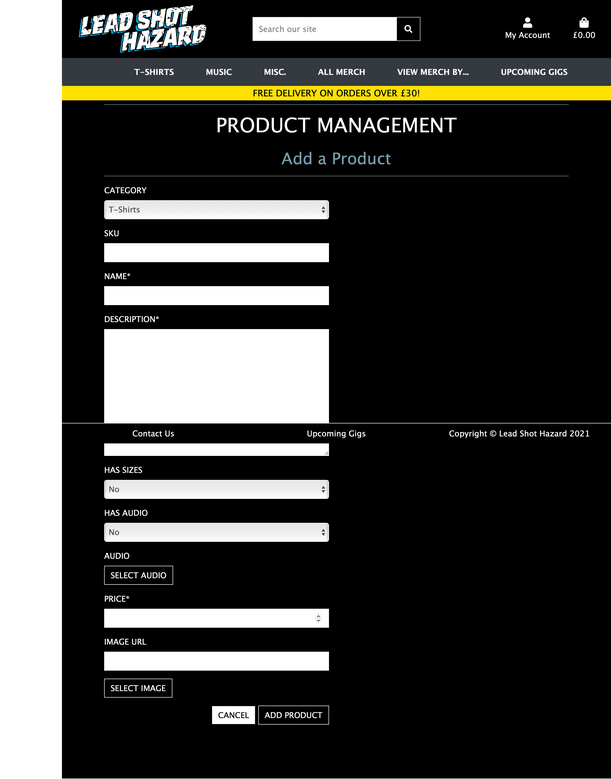 LEAD SHOT
HAZARD
Search our site
My Account
£0.00
T-SHIRTS MUSIC MISC. ALL MERCH VIEW MERCH BY... UPCOMING GIGS
FREE DELIVERY ON ORDERS OVER £30!
PRODUCT MANAGEMENT
Add a Product
CATEGORY
T-Shirts
SKU
NAME*
DESCRIPTION*
Contact Us Upcoming Gigs Copyright © Lead Shot Hazard 2021
HAS SIZES
No
HAS AUDIO
No
AUDIO
SELECT AUDIO
PRICE*
IMAGE URL
SELECT IMAGE
CANCEL ADD PRODUCT